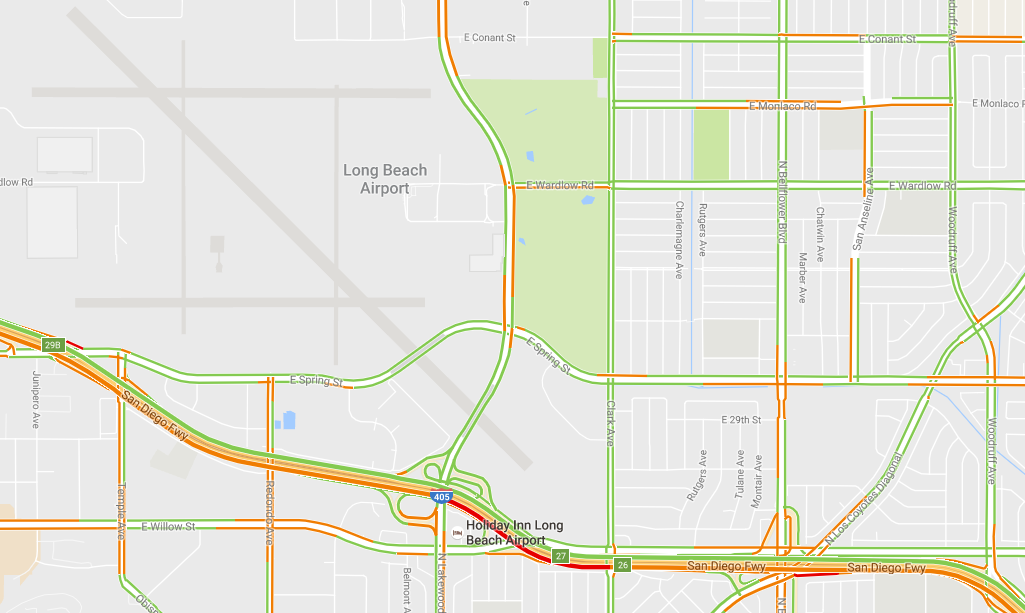 E Conant St
E Conant St
druff Ave
E Monlaco Rd
E Monlaco R
Long Beach
Airport
dlow Rd
E Wardlow Rd
E Wardlow Rd
N Bellflower Blvd
San Anseline Ave
Charlemagne Ave
Rutgers Ave
Chatwin Ave
Woodruff Ave
Marber Ave
29B
E Spring St
E Spring St
Junipero Ave
San Diego Fwy
Clark Ave
E 29th St
Woodruff Ave
Rutgers Ave
Tulane Ave
Montair Ave
N Los Coyotes Diagonal
Temple Ave
Redondo Ave
405
E Willow St
Holiday Inn Long
Beach Airport
27
26
San Diego Fwy
San Diego Fwy
Belmont A
N Lakewood
Obisp